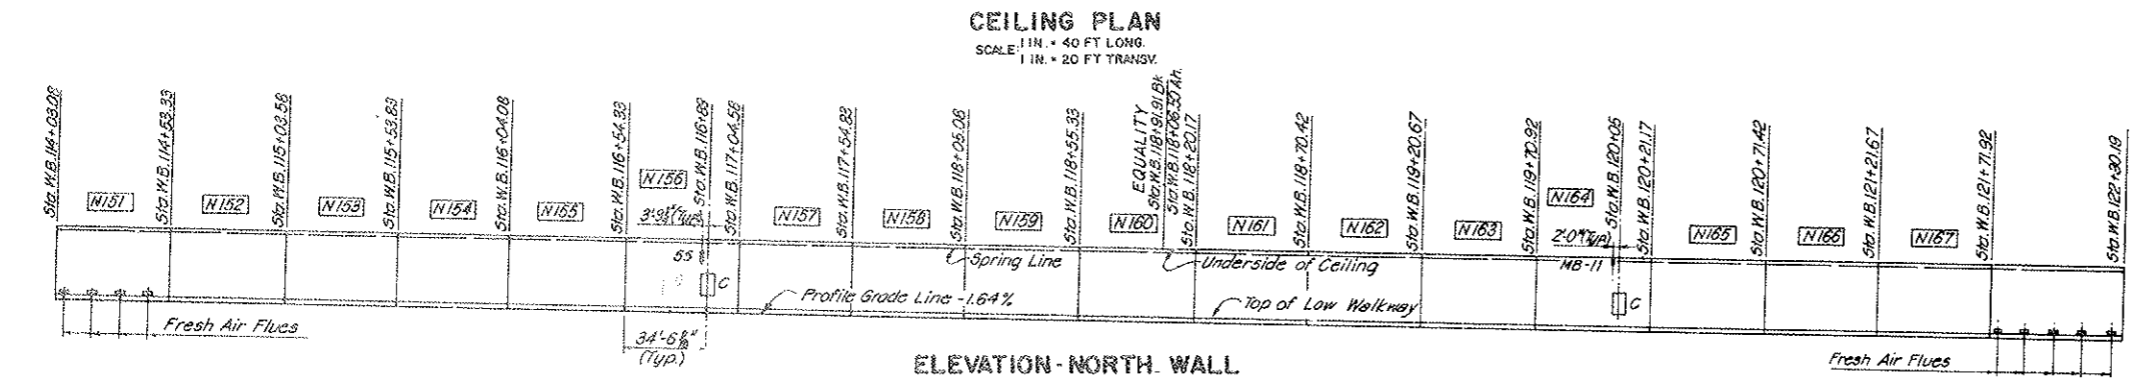 CEILING PLAN
SCALE: 1 IN. = 40 FT LONG.
1 IN. = 20 FT TRANSV.
Sta. W.B. 114+03.08
Sta. W.B. 114+53.33
Sta. W.B. 115+03.58
Sta. W.B. 115+53.83
Sta. W.B. 116+04.08
Sta. W.B. 116+54.33
Sta. W.B. 116+89
Sta. W.B. 117+04.58
Sta. W.B. 117+54.83
Sta. W.B. 118+05.08
Sta. W.B. 118+55.33
EQUALITY
Sta. W.B. 118+91.91 Bk
Sta. W.B. 118+06.50 Ah.
Sta. W.B. 118+20.17
Sta. W.B. 118+70.42
Sta. W.B. 119+20.67
Sta. W.B. 119+70.92
Sta. W.B. 120+05
Sta. W.B. 120+21.17
Sta. W.B. 120+71.42
Sta. W.B. 121+21.67
Sta. W.B. 121+71.92
Sta. W.B. 122+30.19
N151
N152
N153
N154
N155
N156
N157
N158
N159
N160
N161
N162
N163
N164
N165
N166
N167
(Typ.)
2'-0" (Typ.)
SS
C
Spring Line
Underside of Ceiling
MB-11
C
Profile Grade Line -1.64%
Top of Low Walkway
Fresh Air Flues
(Typ.)
Fresh Air Flues
ELEVATION - NORTH WALL